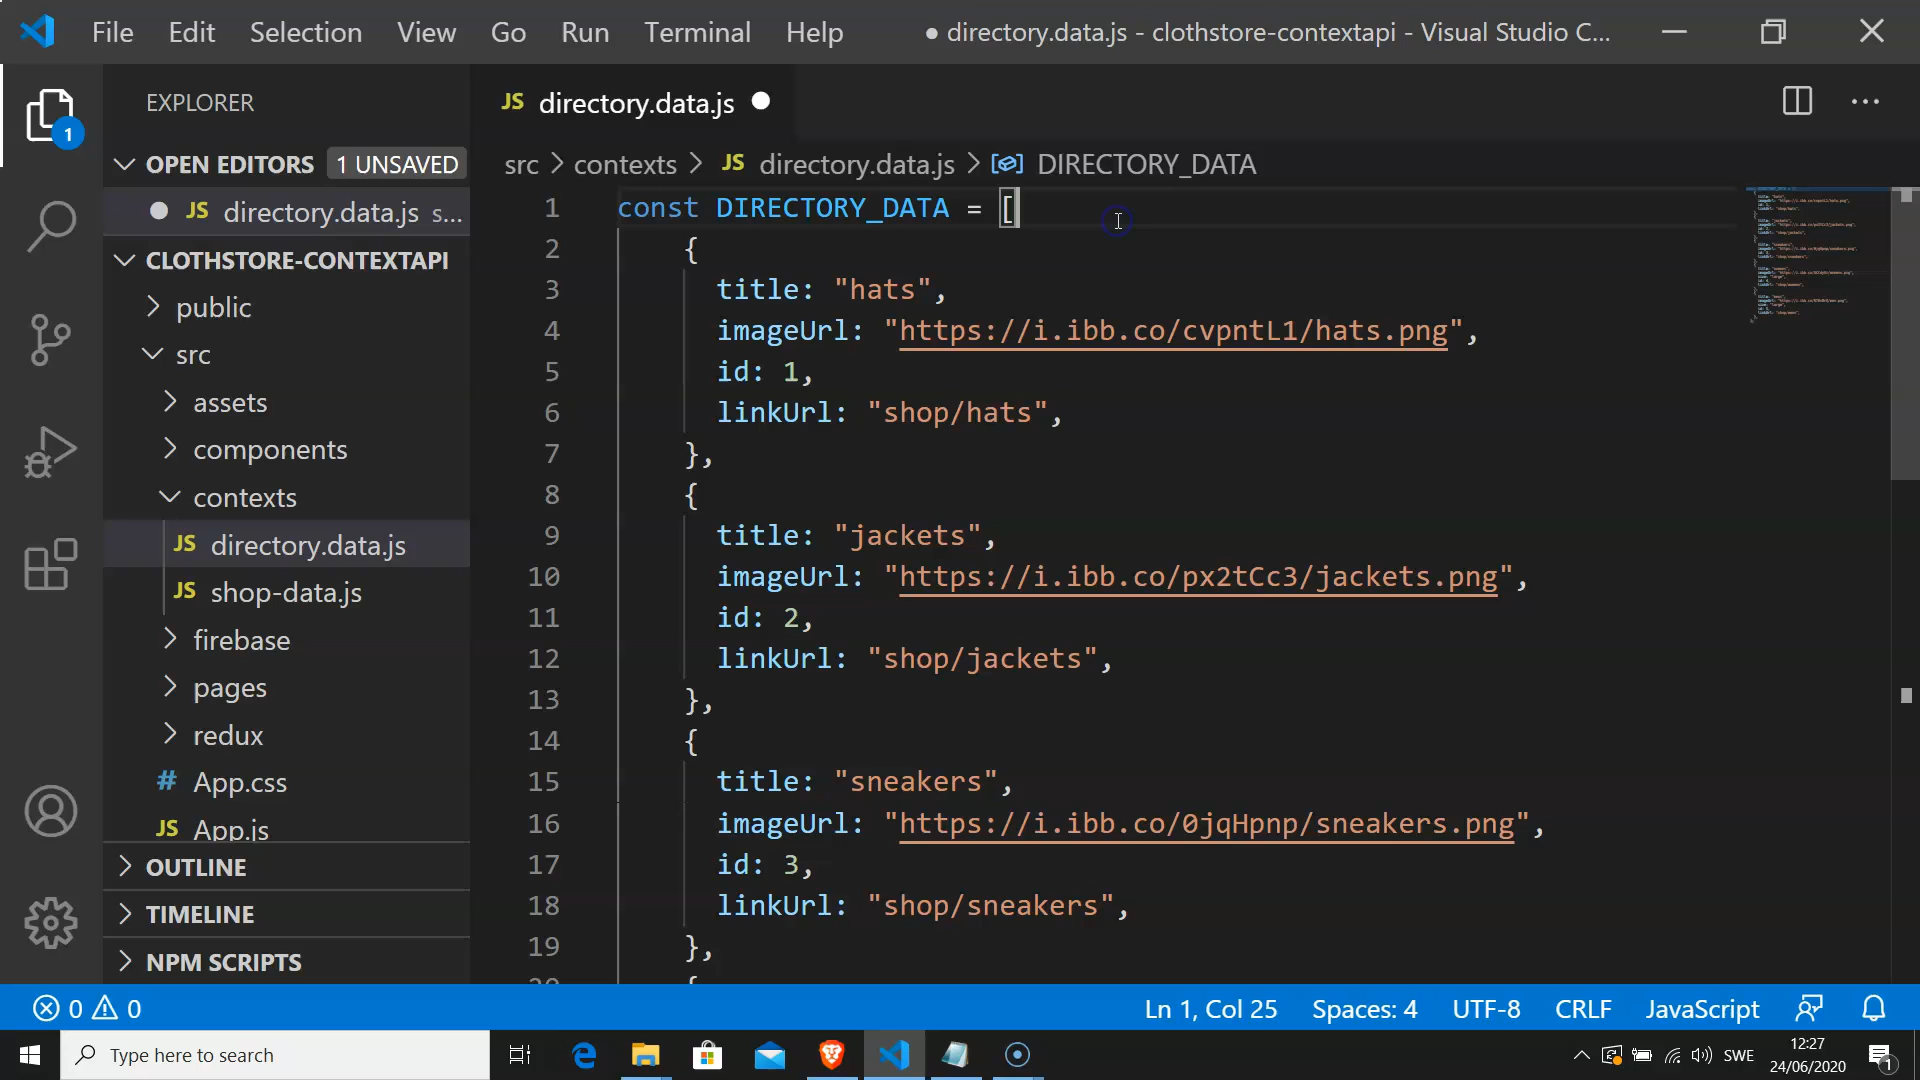 File Edit Selection View Go Run Terminal Help
● directory.data.js - clothstore-contextapi - Visual Studio C...
EXPLORER
1
OPEN EDITORS 1 UNSAVED
JS directory.data.js s...
CLOTHSTORE-CONTEXTAPI
public
src
assets
components
contexts
JS directory.data.js
JS shop-data.js
firebase
pages
redux
# App.css
JS App.js
OUTLINE
TIMELINE
NPM SCRIPTS
JS directory.data.js
src > contexts > JS directory.data.js > DIRECTORY_DATA
1 const DIRECTORY_DATA = [
2 {
3 title: "hats",
4 imageUrl: "https://i.ibb.co/cvpntL1/hats.png",
5 id: 1,
6 linkUrl: "shop/hats",
7 },
8 {
9 title: "jackets",
10 imageUrl: "https://i.ibb.co/px2tCc3/jackets.png",
11 id: 2,
12 linkUrl: "shop/jackets",
13 },
14 {
15 title: "sneakers",
16 imageUrl: "https://i.ibb.co/0jqHpnp/sneakers.png",
17 id: 3,
18 linkUrl: "shop/sneakers",
19 },
20 {
0 0
Ln 1, Col 25 Spaces: 4 UTF-8 CRLF JavaScript
Type here to search
SWE
12:27
24/06/2020
1